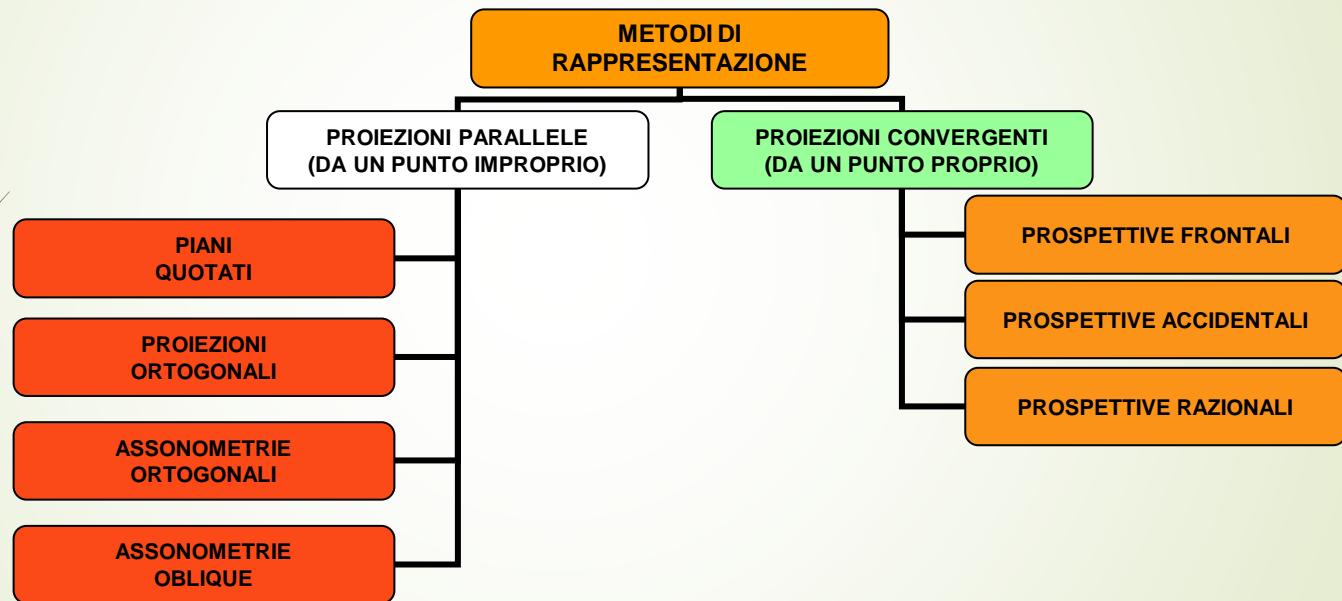 METODI DI
RAPPRESENTAZIONE
PROIEZIONI PARALLELE
(DA UN PUNTO IMPROPRIO)
PROIEZIONI CONVERGENTI
(DA UN PUNTO PROPRIO)
PIANI
QUOTATI
PROIEZIONI
ORTOGONALI
ASSONOMETRIE
ORTOGONALI
ASSONOMETRIE
OBLIQUE
PROSPETTIVE FRONTALI
PROSPETTIVE ACCIDENTALI
PROSPETTIVE RAZIONALI